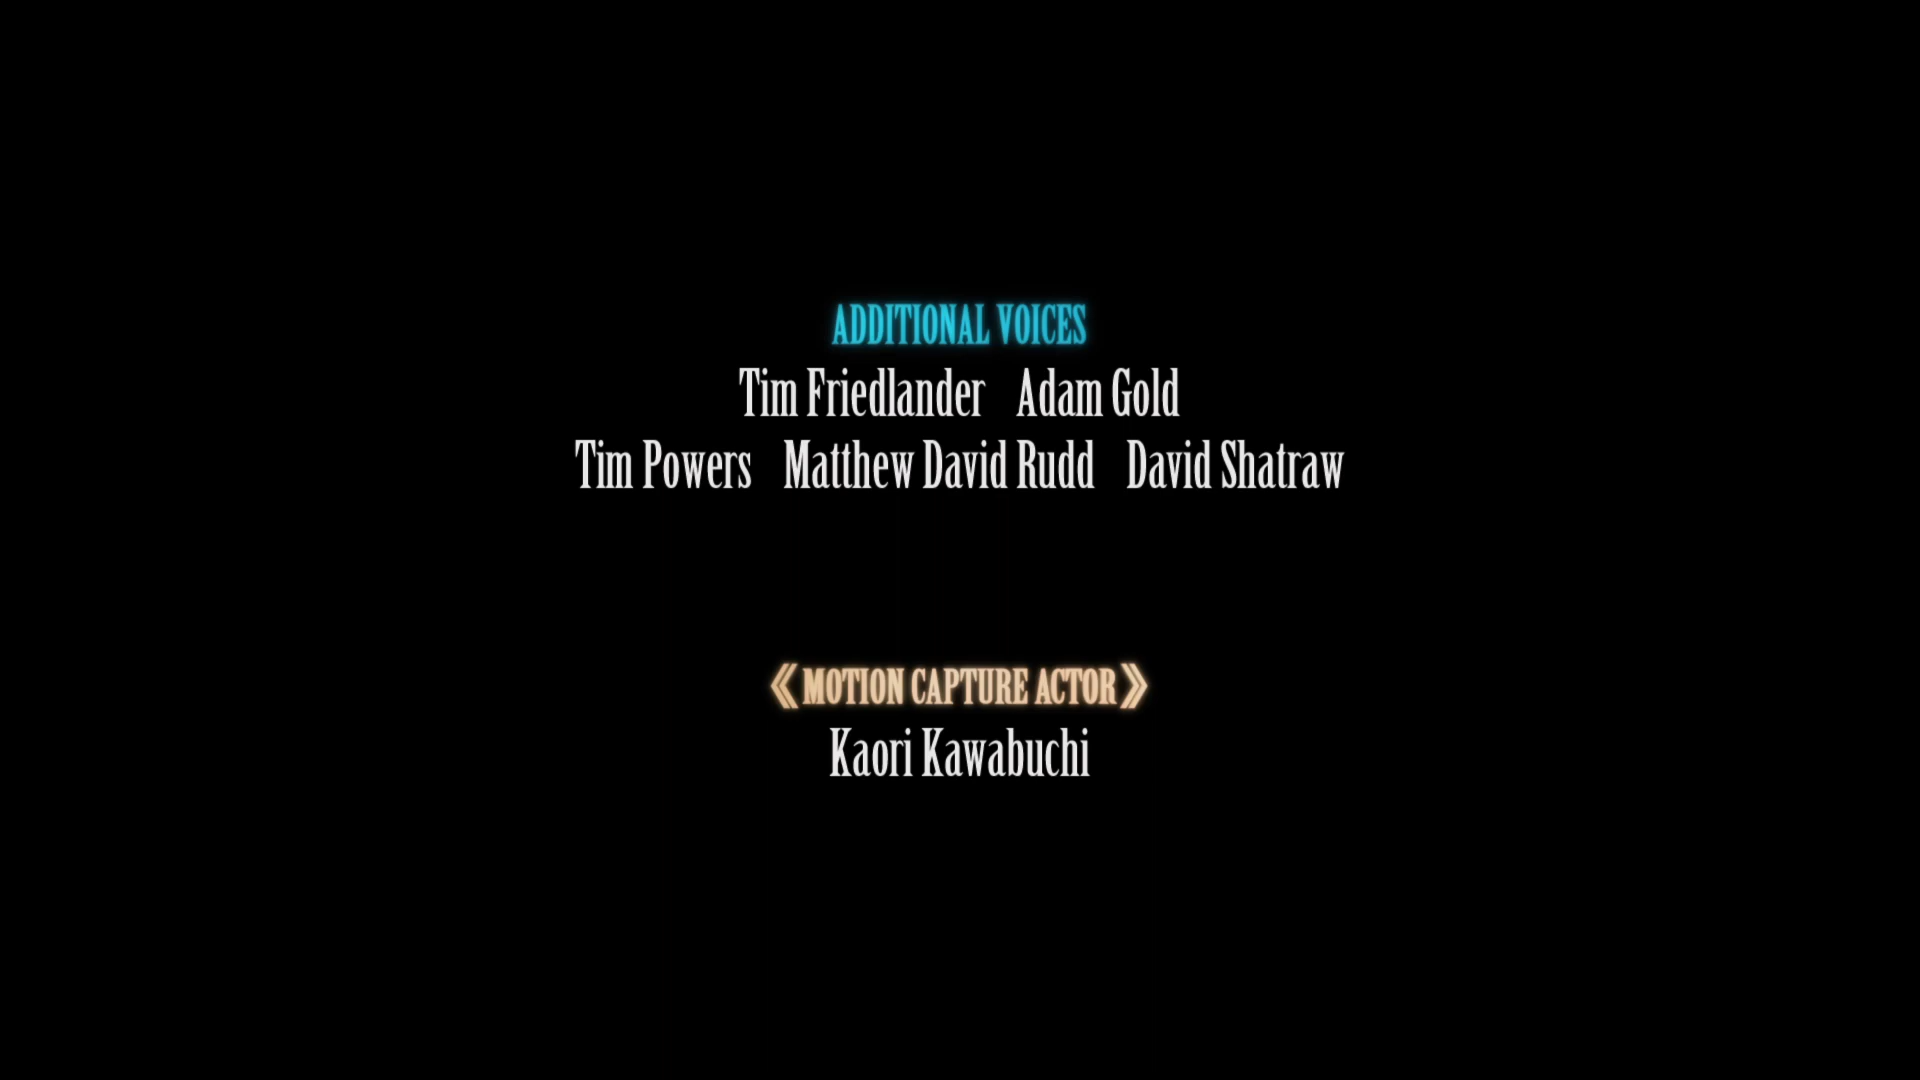 ADDITIONAL VOICES
Tim Friedlander Adam Gold
Tim Powers Matthew David Rudd David Shatraw
《MOTION CAPTURE ACTOR》
Kaori Kawabuchi